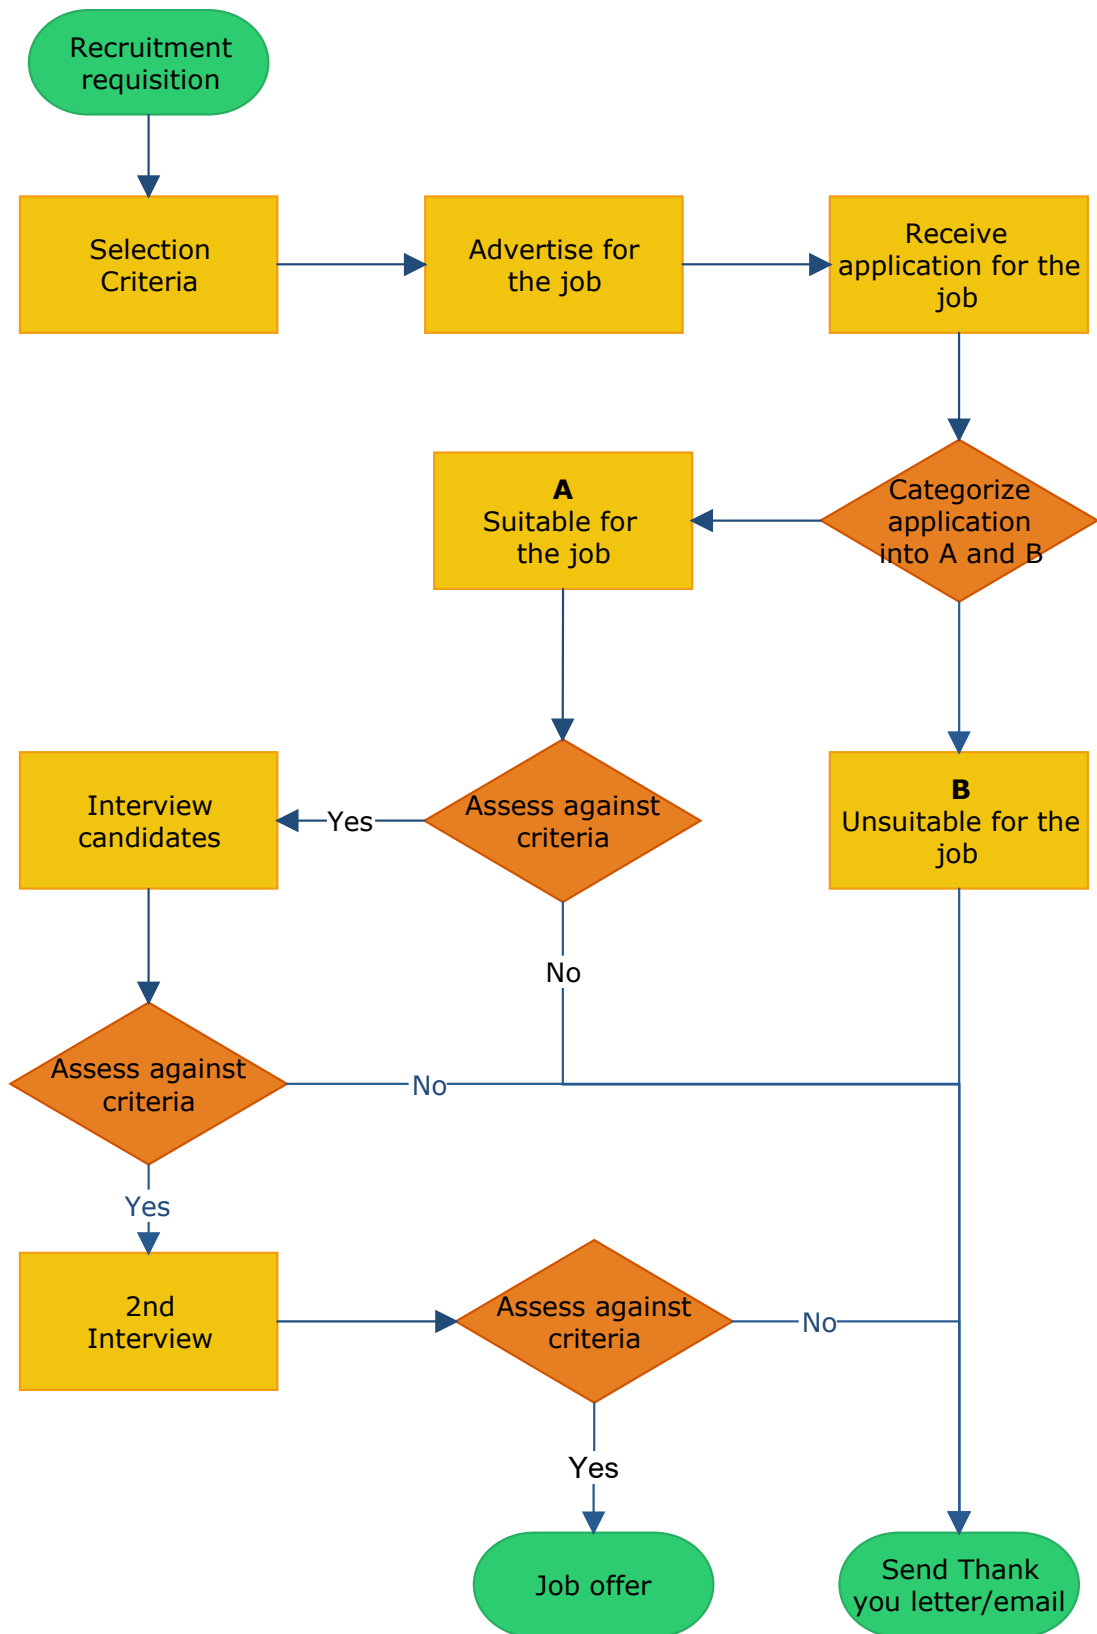 Recruitment
requisition
Selection
Criteria
Advertise for
the job
Receive
application for the
job
A
Suitable for
the job
Categorize
application
into A and B
Interview
candidates
Yes
Assess against
criteria
B
Unsuitable for the
job
No
Assess against
criteria
No
Yes
2nd
Interview
Assess against
criteria
No
Yes
Job offer
Send Thank
you letter/email